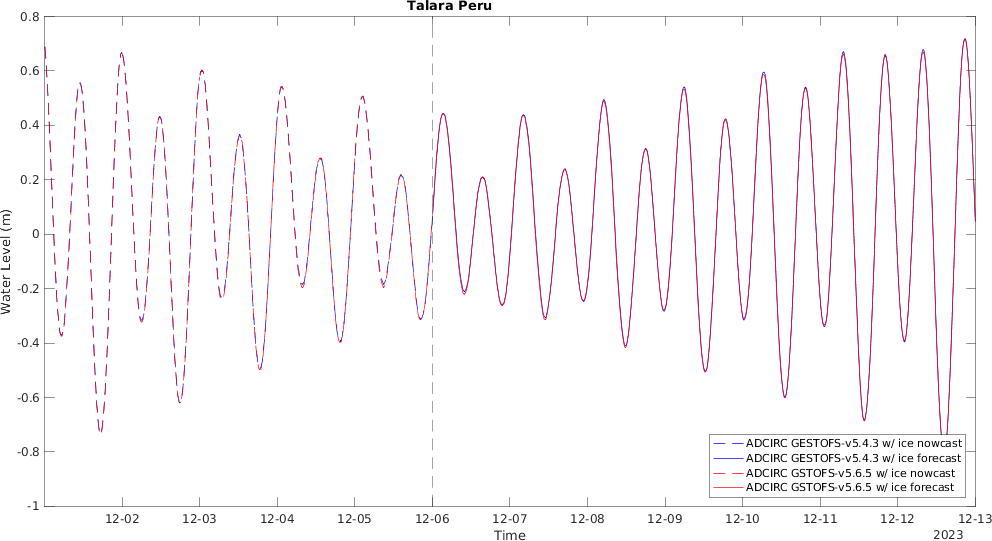 Talara Peru
Water Level (m)
0.8
0.6
0.4
0.2
0
-0.2
-0.4
-0.6
-0.8
-1
ADCIRC GESTOFS-v5.4.3 w/ ice nowcast
ADCIRC GESTOFS-v5.4.3 w/ ice forecast
ADCIRC GSTOFS-v5.6.5 w/ ice nowcast
ADCIRC GSTOFS-v5.6.5 w/ ice forecast
12-02 12-03 12-04 12-05 12-06 12-07 12-08 12-09 12-10 12-11 12-12 12-13
Time
2023